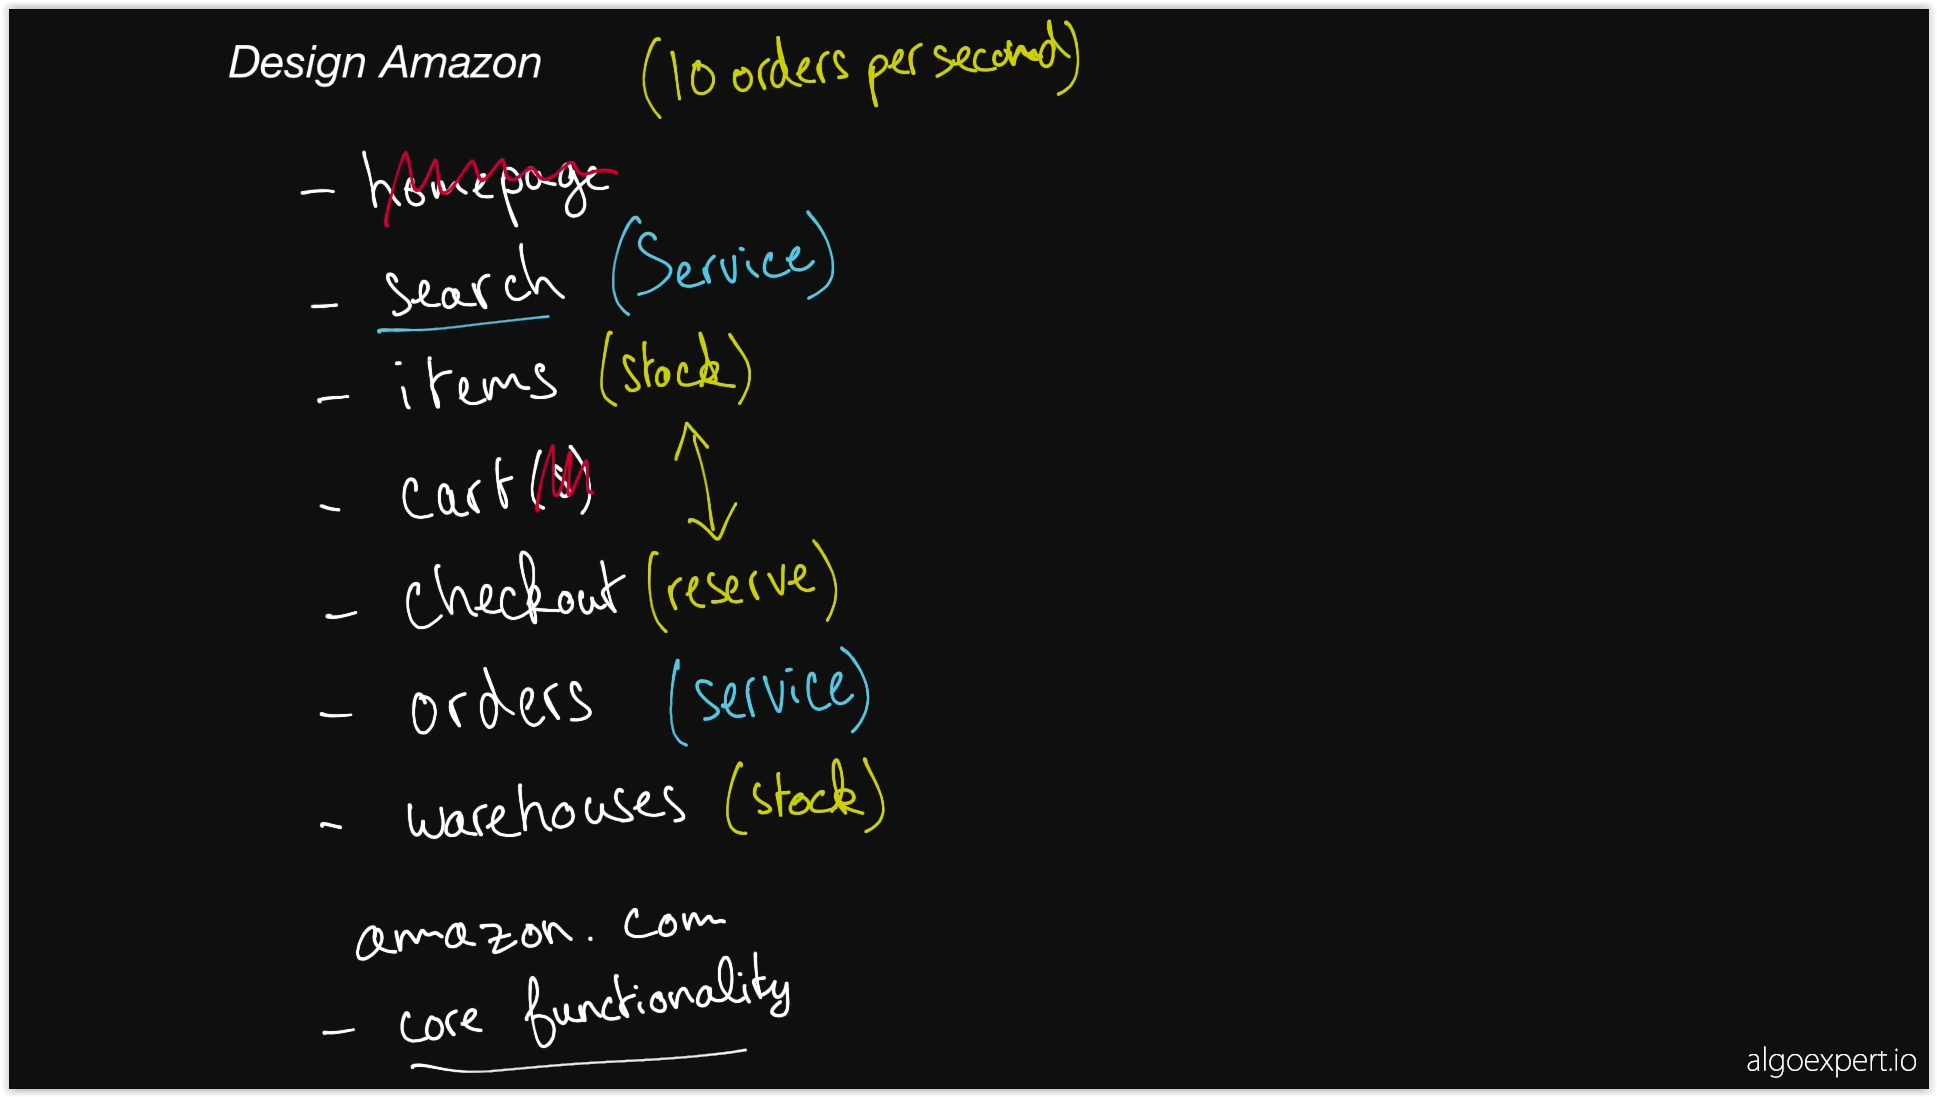 Design Amazon (10 orders per second)
- homepage
- search (Service)
- items (stock)
- cart(s)
- checkout (reserve)
- orders (service)
- warehouses (stock)
amazon.com
- core functionality
algoexpert.io